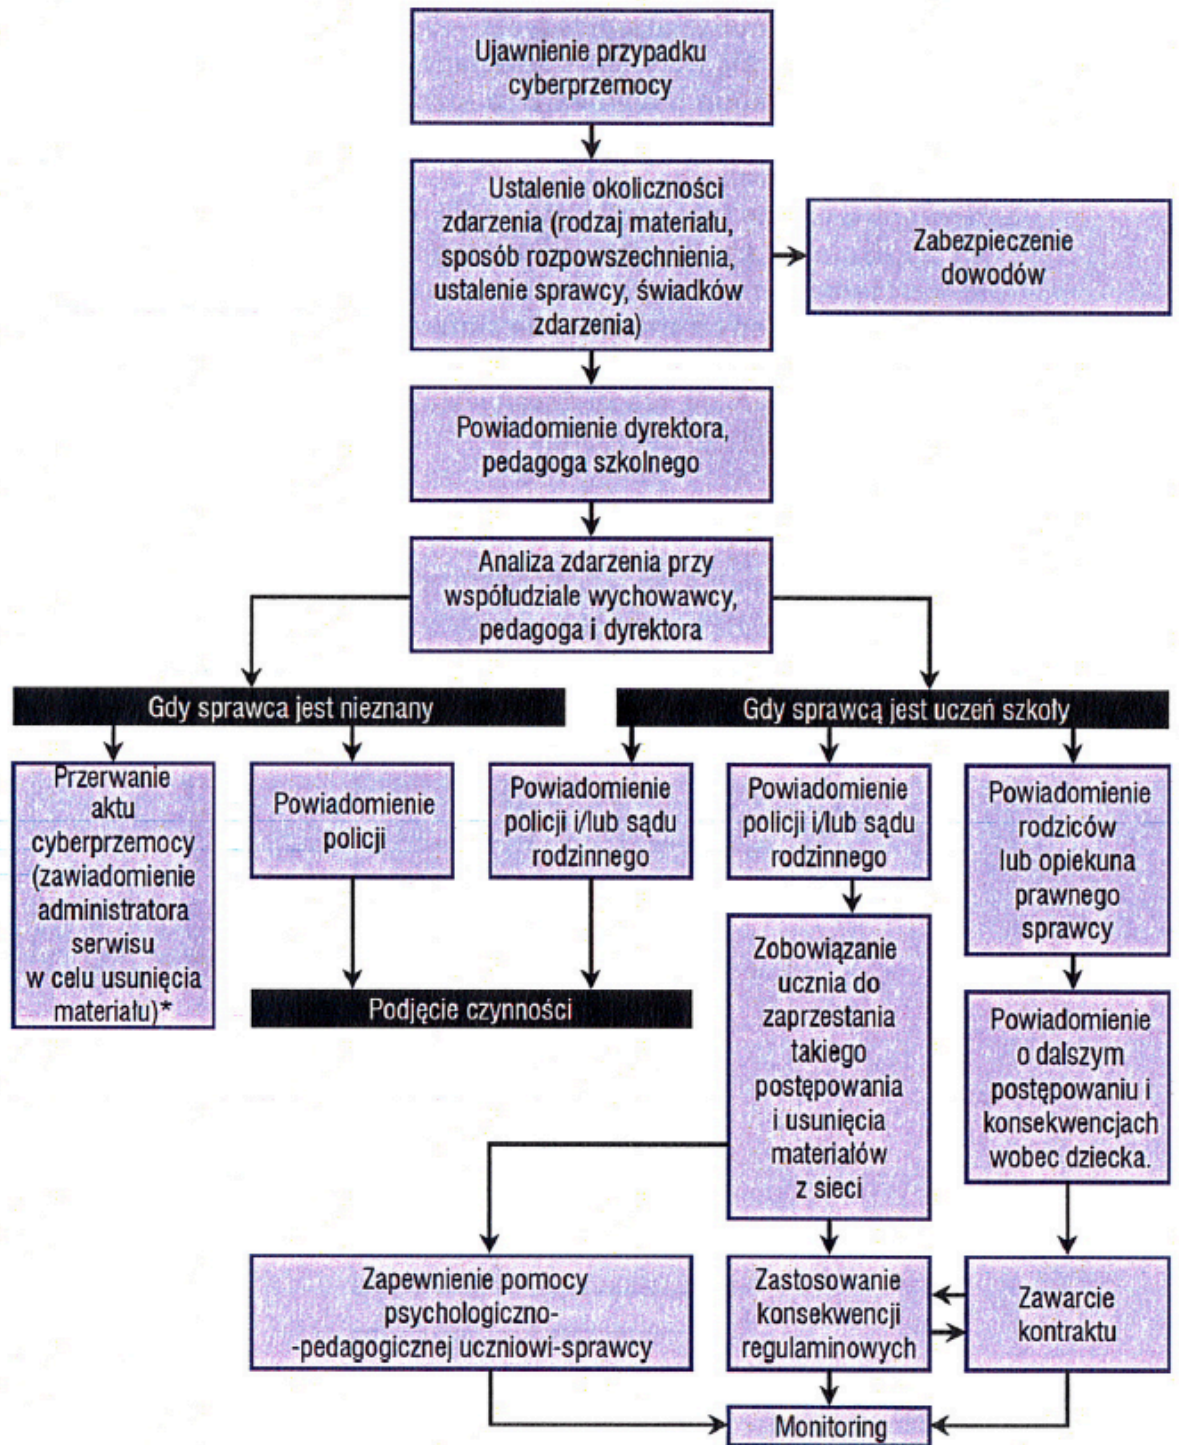 Ujawnienie przypadku
cyberprzemocy
Ustalenie okoliczności
zdarzenia (rodzaj materiału,
sposób rozpowszechnienia,
ustalenie sprawcy, świadków
zdarzenia)
Zabezpieczenie
dowodów
Powiadomienie dyrektora,
pedagoga szkolnego
Analiza zdarzenia przy
współudziale wychowawcy,
pedagoga i dyrektora
Gdy sprawca jest nieznany
Gdy sprawcą jest uczeń szkoły
Przerwanie
aktu
cyberprzemocy
(zawiadomienie
administratora
serwisu
w celu usunięcia
materiału)*
Powiadomienie
policji
Powiadomienie
policji i/lub sądu
rodzinnego
Powiadomienie
policji i/lub sądu
rodzinnego
Powiadomienie
rodziców
lub opiekuna
prawnego
sprawcy
Podjęcie czynności
Zobowiązanie
ucznia do
zaprzestania
takiego
postępowania
i usunięcia
materiałów
z sieci
Powiadomienie
o dalszym
postępowaniu i
konsekwencjach
wobec dziecka.
Zapewnienie pomocy
psychologiczno-
-pedagogicznej uczniowi-sprawcy
Zastosowanie
konsekwencji
regulaminowych
Zawarcie
kontraktu
Monitoring